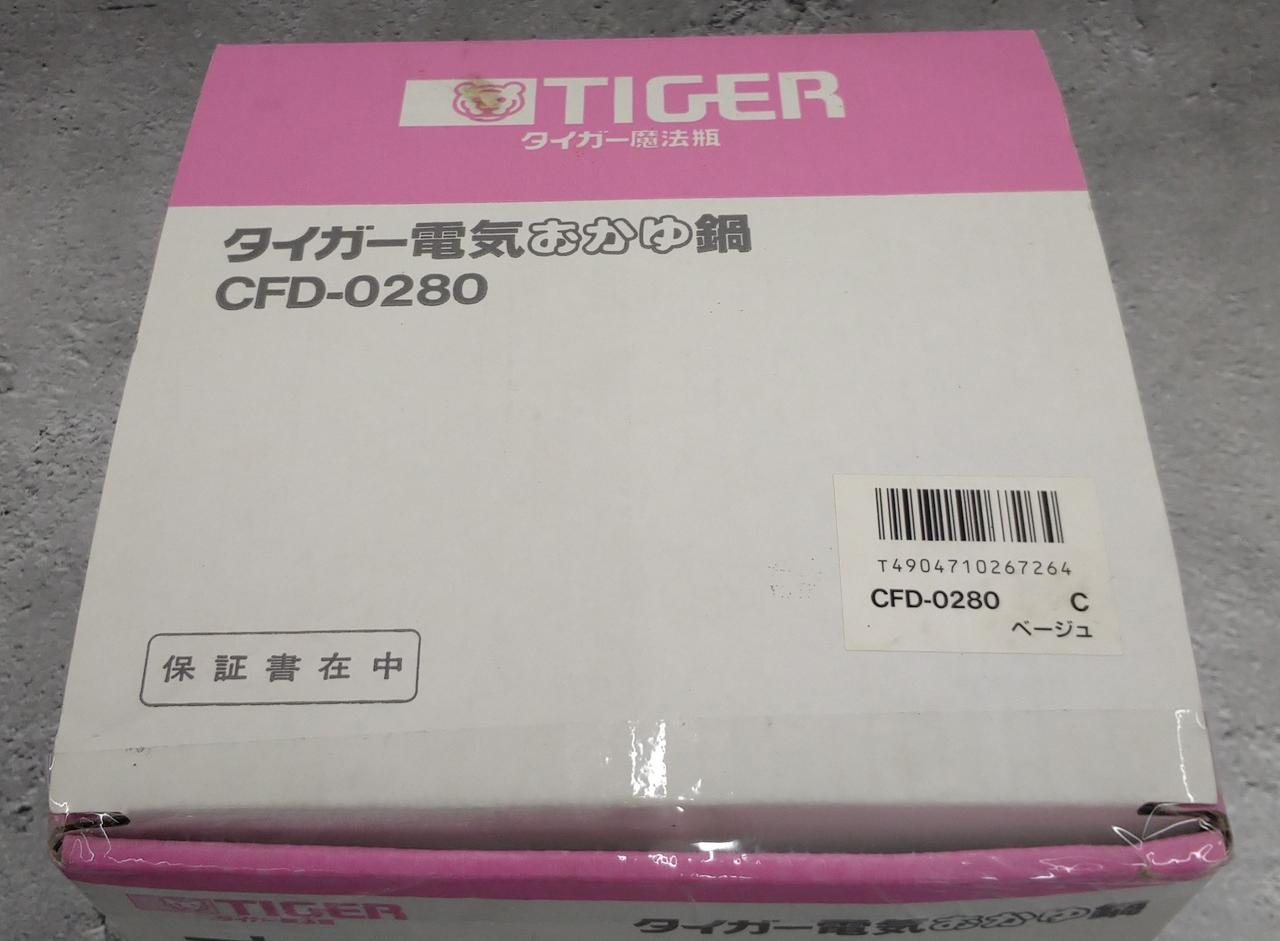 TIGER
タイガー魔法瓶
タイガー電気おかゆ鍋
CFD-0280
T4904710267264
CFD-0280 C
ベージュ
保証書在中
TIGER
タイガー電気おかゆ鍋